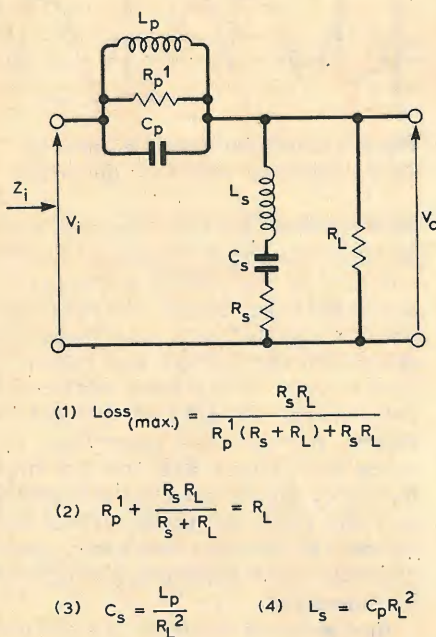 Lp
Rp¹
Cp
Zi
Vi
Ls
Cs
Rs
RL
Vo
(1) Loss(max.) = RsRL / Rp¹(Rs + RL) + RsRL
(2) Rp¹ + RsRL / Rs + RL = RL
(3) Cs = Lp / RL² (4) Ls = CpRL²